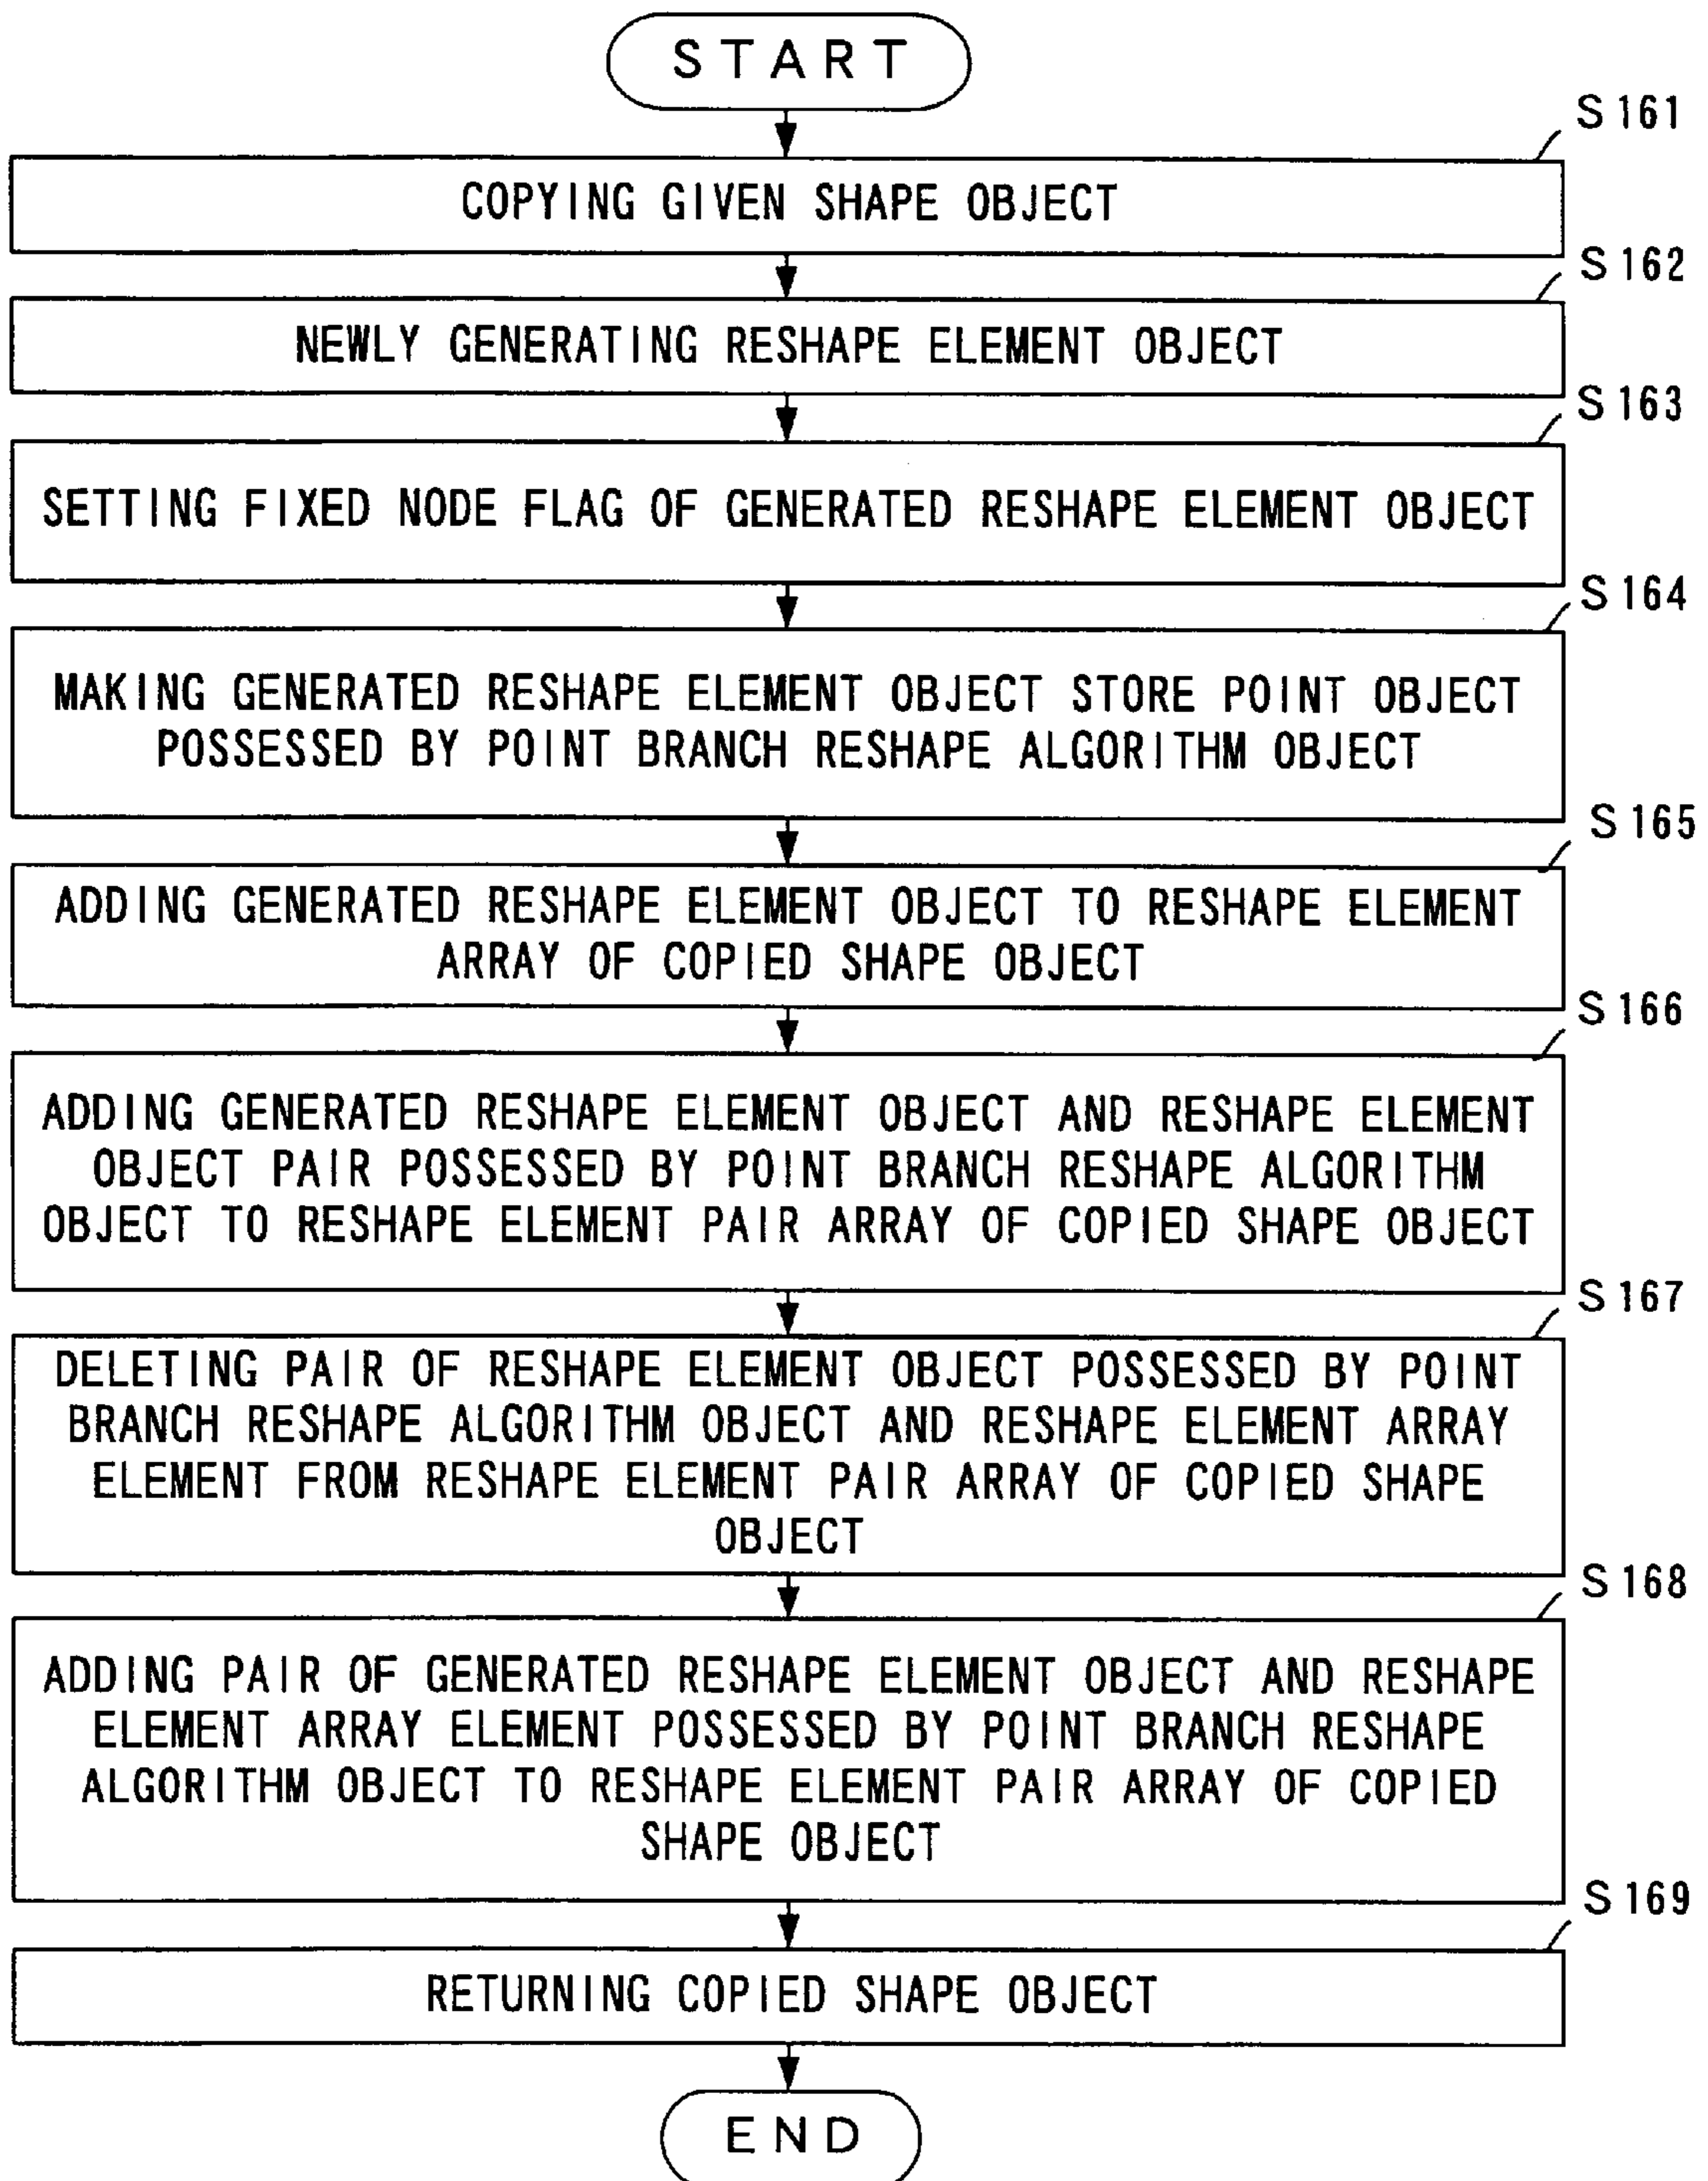 START
S161
COPYING GIVEN SHAPE OBJECT
S162
NEWLY GENERATING RESHAPE ELEMENT OBJECT
S163
SETTING FIXED NODE FLAG OF GENERATED RESHAPE ELEMENT OBJECT
S164
MAKING GENERATED RESHAPE ELEMENT OBJECT STORE POINT OBJECT
POSSESSED BY POINT BRANCH RESHAPE ALGORITHM OBJECT
S165
ADDING GENERATED RESHAPE ELEMENT OBJECT TO RESHAPE ELEMENT
ARRAY OF COPIED SHAPE OBJECT
S166
ADDING GENERATED RESHAPE ELEMENT OBJECT AND RESHAPE ELEMENT
OBJECT PAIR POSSESSED BY POINT BRANCH RESHAPE ALGORITHM
OBJECT TO RESHAPE ELEMENT PAIR ARRAY OF COPIED SHAPE OBJECT
S167
DELETING PAIR OF RESHAPE ELEMENT OBJECT POSSESSED BY POINT
BRANCH RESHAPE ALGORITHM OBJECT AND RESHAPE ELEMENT ARRAY
ELEMENT FROM RESHAPE ELEMENT PAIR ARRAY OF COPIED SHAPE
OBJECT
S168
ADDING PAIR OF GENERATED RESHAPE ELEMENT OBJECT AND RESHAPE
ELEMENT ARRAY ELEMENT POSSESSED BY POINT BRANCH RESHAPE
ALGORITHM OBJECT TO RESHAPE ELEMENT PAIR ARRAY OF COPIED
SHAPE OBJECT
S169
RETURNING COPIED SHAPE OBJECT
END